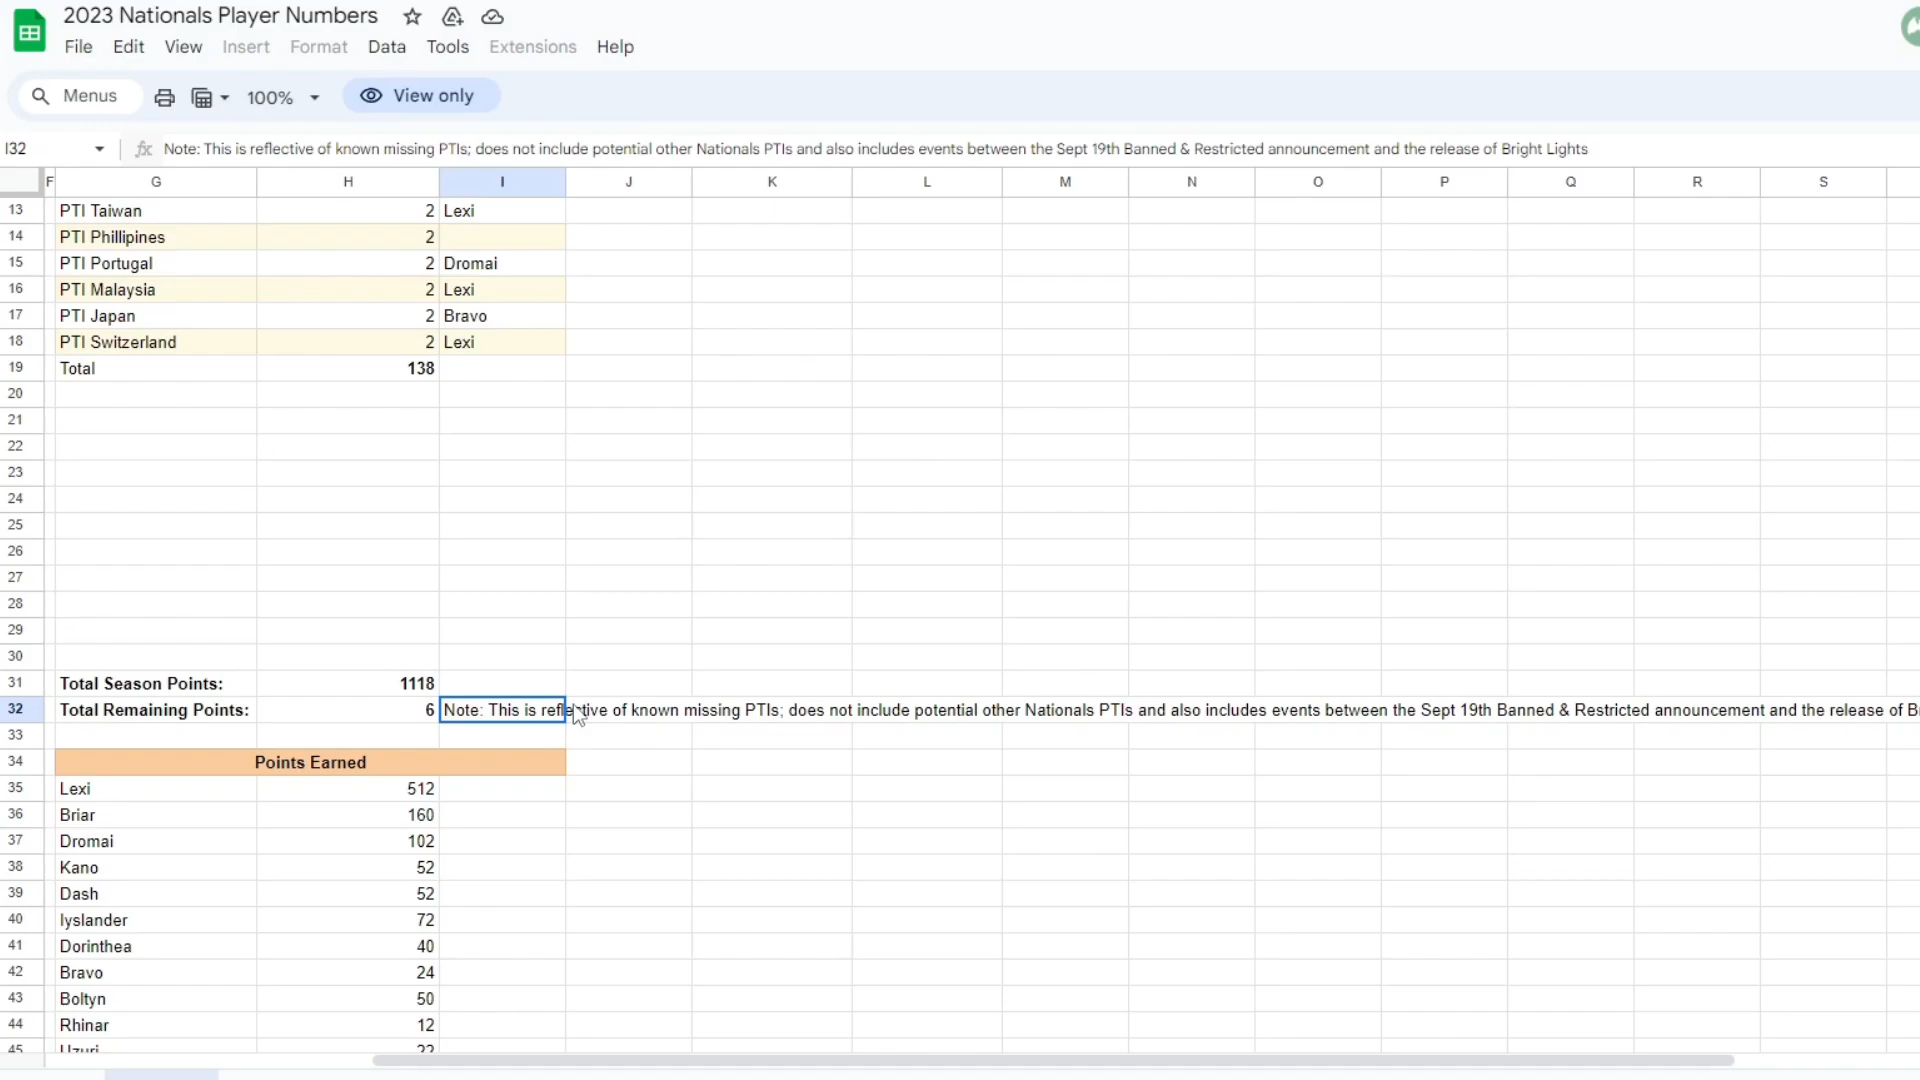 2023 Nationals Player Numbers
File Edit View Insert Format Data Tools Extensions Help
Menus 100% View only
I32 fx Note: This is reflective of known missing PTIs; does not include potential other Nationals PTIs and also includes events between the Sept 19th Banned & Restricted announcement and the release of Bright Lights
F G H I J K L M N O P Q R S
13 PTI Taiwan 2 Lexi
14 PTI Phillipines 2
15 PTI Portugal 2 Dromai
16 PTI Malaysia 2 Lexi
17 PTI Japan 2 Bravo
18 PTI Switzerland 2 Lexi
19 Total 138
20
21
22
23
24
25
26
27
28
29
30
31 Total Season Points: 1118
32 Total Remaining Points: 6 Note: This is reflective of known missing PTIs; does not include potential other Nationals PTIs and also includes events between the Sept 19th Banned & Restricted announcement and the release of B
33
34 Points Earned
35 Lexi 512
36 Briar 160
37 Dromai 102
38 Kano 52
39 Dash 52
40 Iyslander 72
41 Dorinthea 40
42 Bravo 24
43 Boltyn 50
44 Rhinar 12
45 Uzuri 22